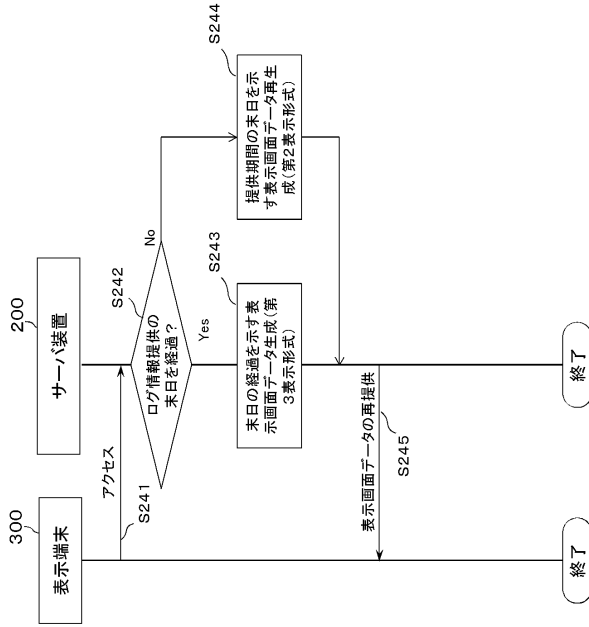 300
表示端末
200
サーバ装置
アクセス
S241
S242
ログ情報提供の
末日を経過？
No
Yes
S243
末日の経過を示す表
示画面データ生成(第
3表示形式)
S244
提供期間の末日を示
す表示画面データ再生
成(第2表示形式)
表示画面データの再提供
S245
終了
終了